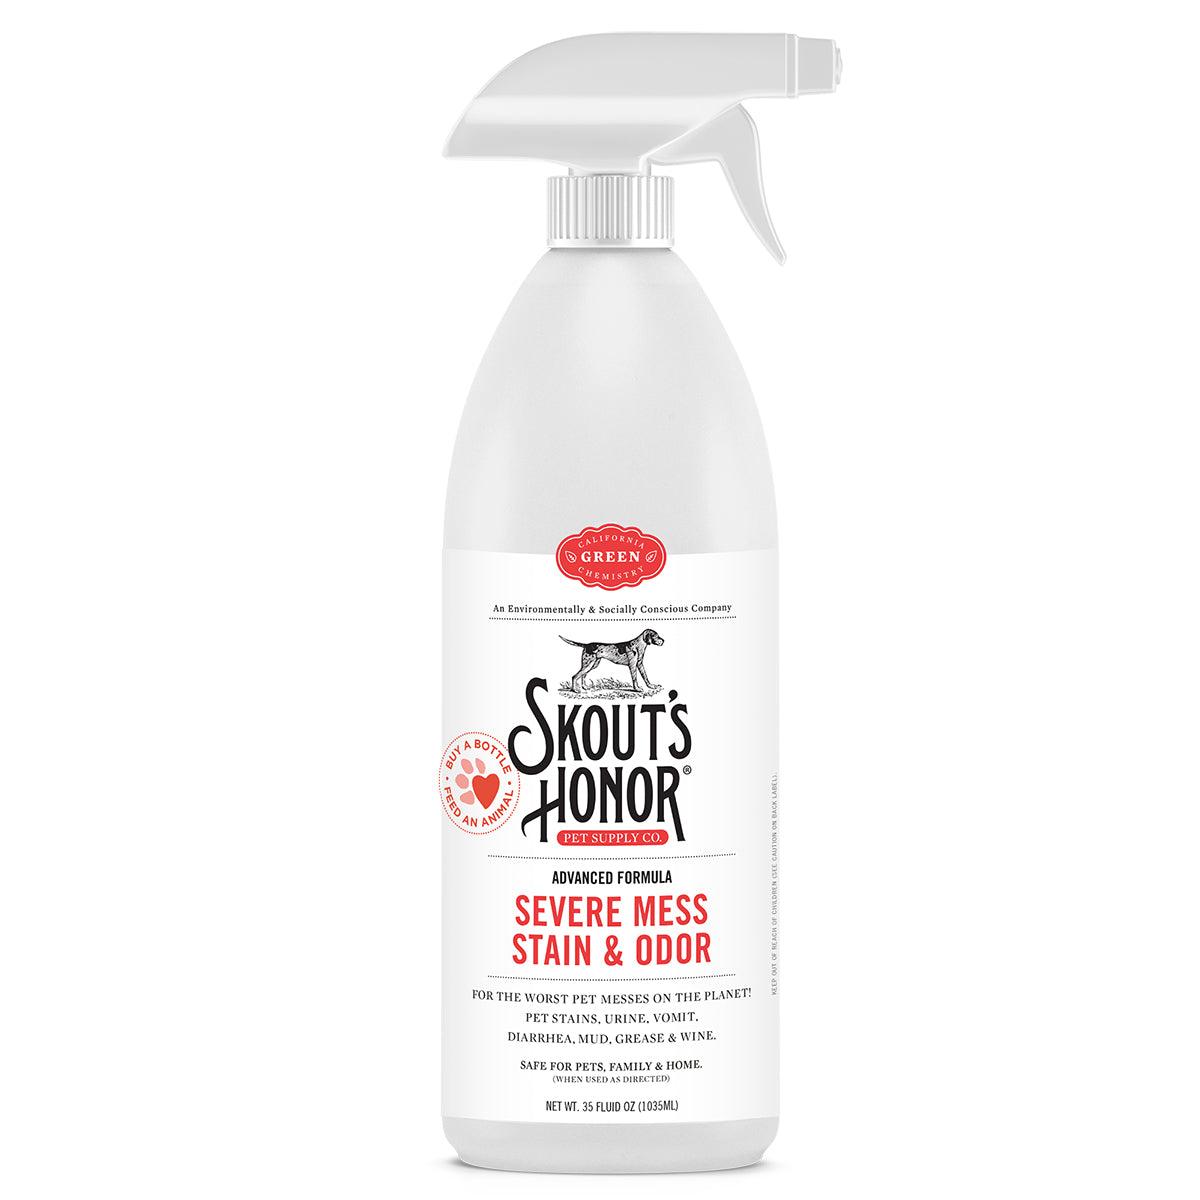 CALIFORNIA
GREEN
CHEMISTRY
An Environmentally & Socially Conscious Company
SKOUT'S
HONOR®
PET SUPPLY CO.
BUY A BOTTLE
FEED AN ANIMAL
ADVANCED FORMULA
SEVERE MESS
STAIN & ODOR
FOR THE WORST PET MESSES ON THE PLANET!
PET STAINS, URINE, VOMIT,
DIARRHEA, MUD, GREASE & WINE.
SAFE FOR PETS, FAMILY & HOME.
(WHEN USED AS DIRECTED)
NET WT. 35 FLUID OZ (1035ML)
KEEP OUT OF REACH OF CHILDREN (SEE CAUTION ON BACK LABEL).